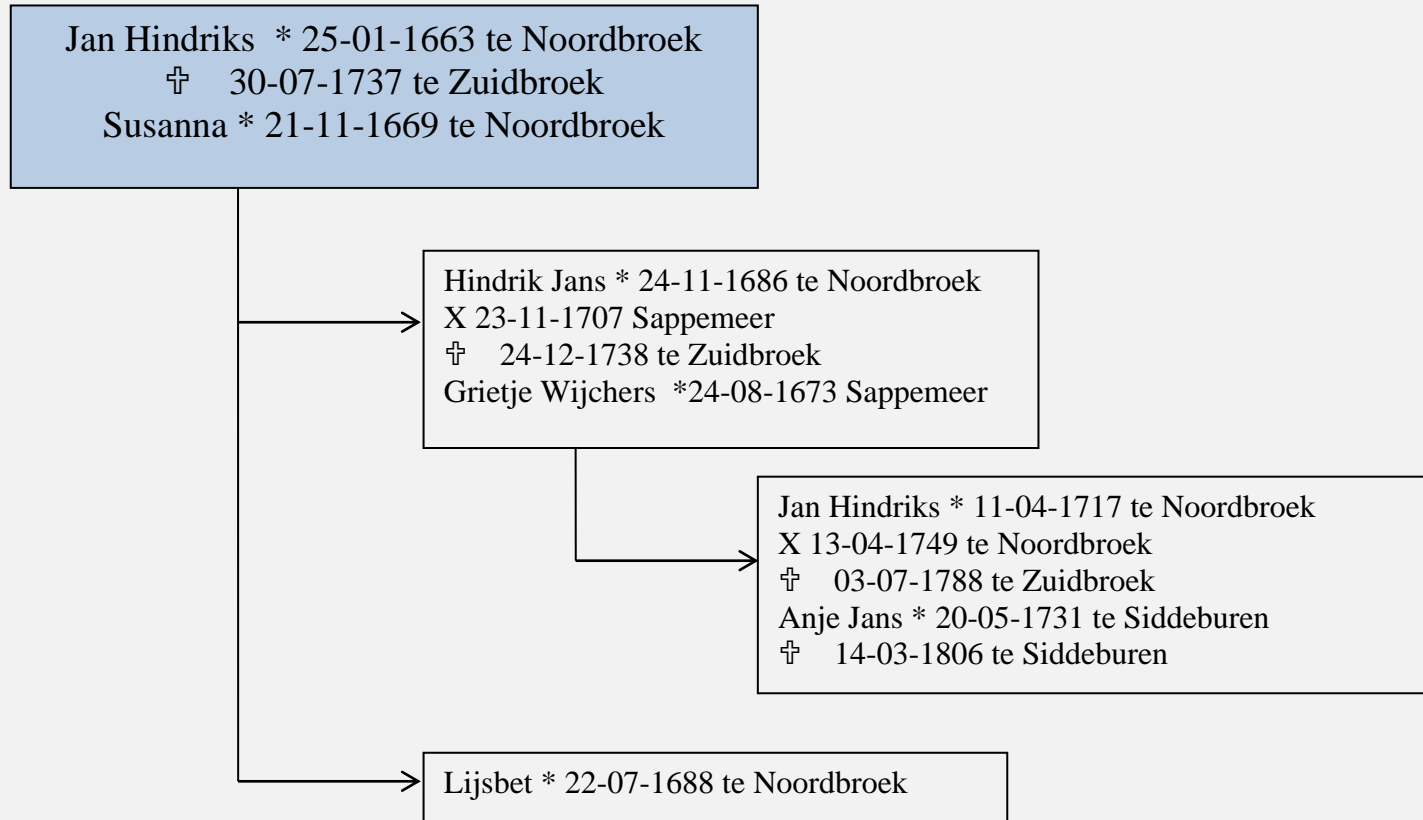 Jan Hindriks * 25-01-1663 te Noordbroek
✞ 30-07-1737 te Zuidbroek
Susanna * 21-11-1669 te Noordbroek
Hindrik Jans * 24-11-1686 te Noordbroek
X 23-11-1707 Sappemeer
✞ 24-12-1738 te Zuidbroek
Grietje Wijchers *24-08-1673 Sappemeer
Jan Hindriks * 11-04-1717 te Noordbroek
X 13-04-1749 te Noordbroek
✞ 03-07-1788 te Zuidbroek
Anje Jans * 20-05-1731 te Siddeburen
✞ 14-03-1806 te Siddeburen
Lijsbet * 22-07-1688 te Noordbroek